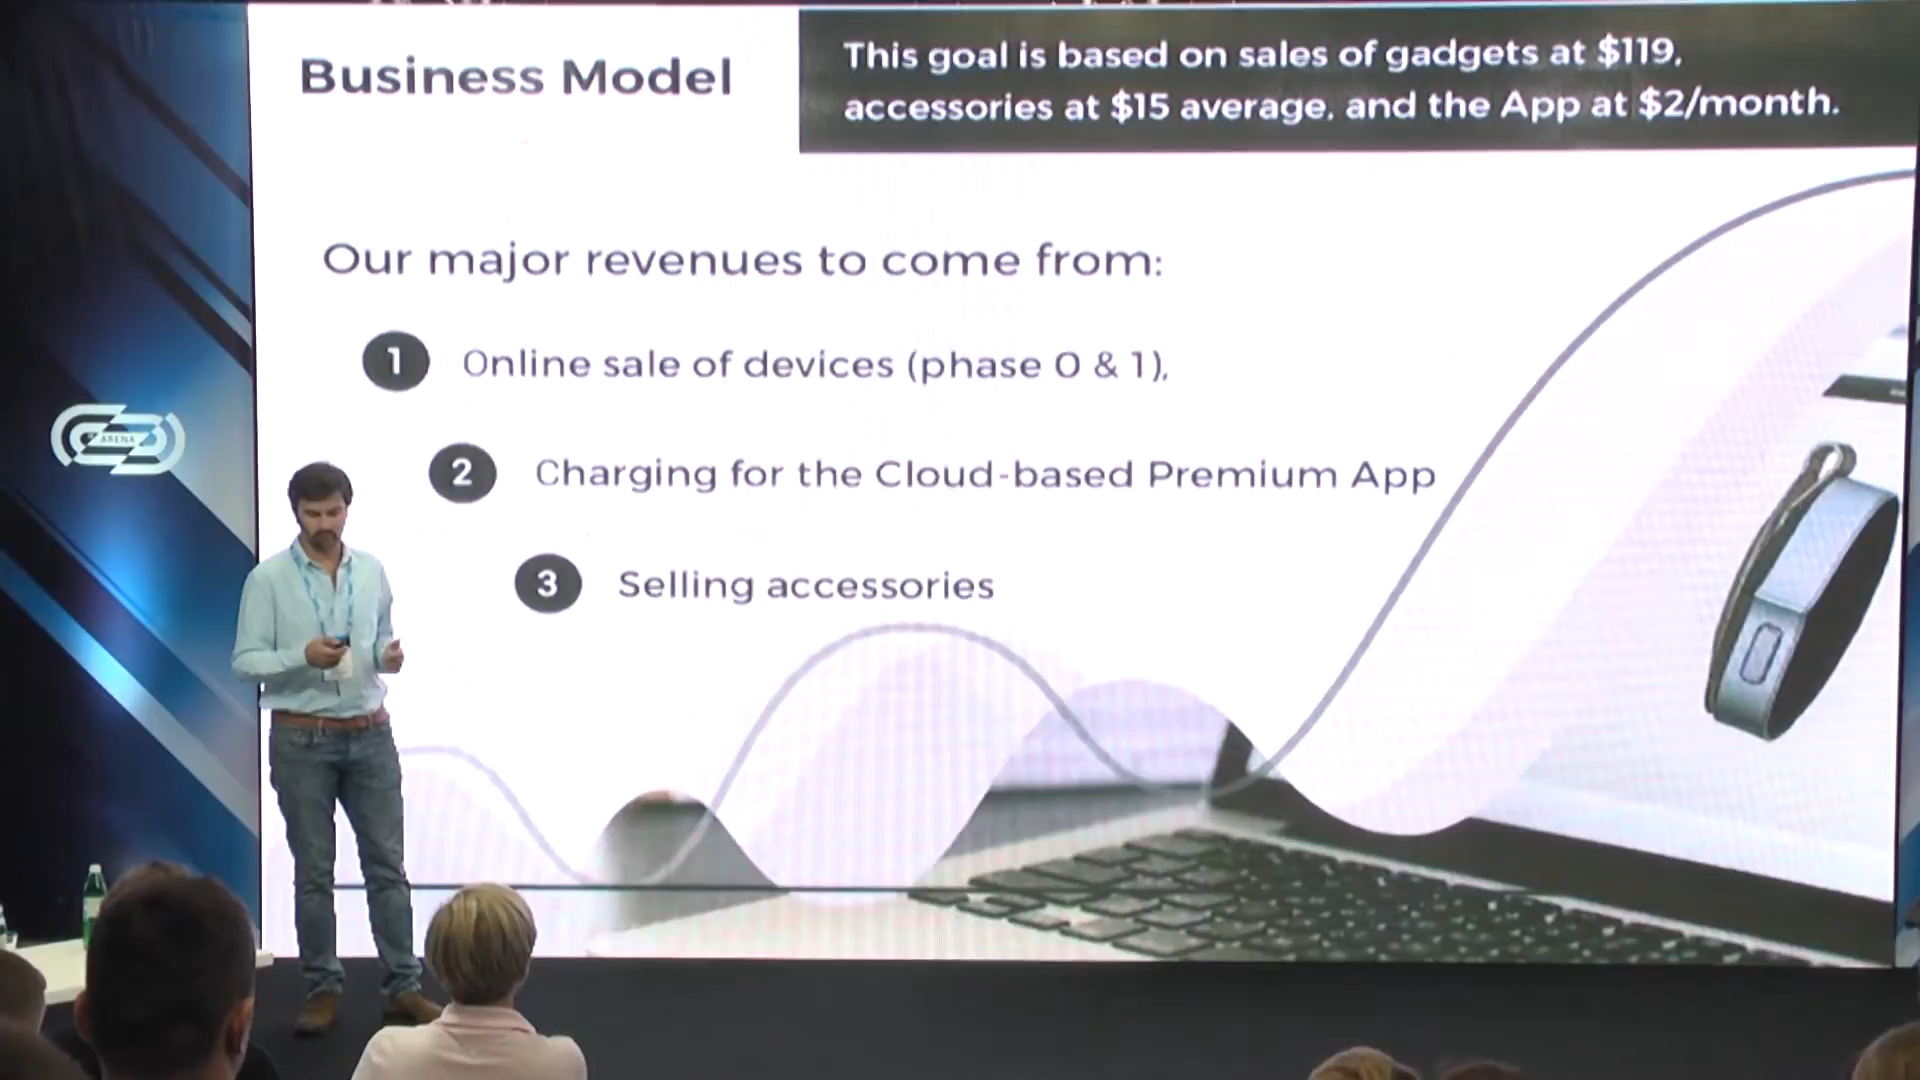 Business Model
This goal is based on sales of gadgets at $119,
accessories at $15 average, and the App at $2/month.
Our major revenues to come from:
1 Online sale of devices (phase 0 & 1),
2 Charging for the Cloud-based Premium App
3 Selling accessories
ARENA